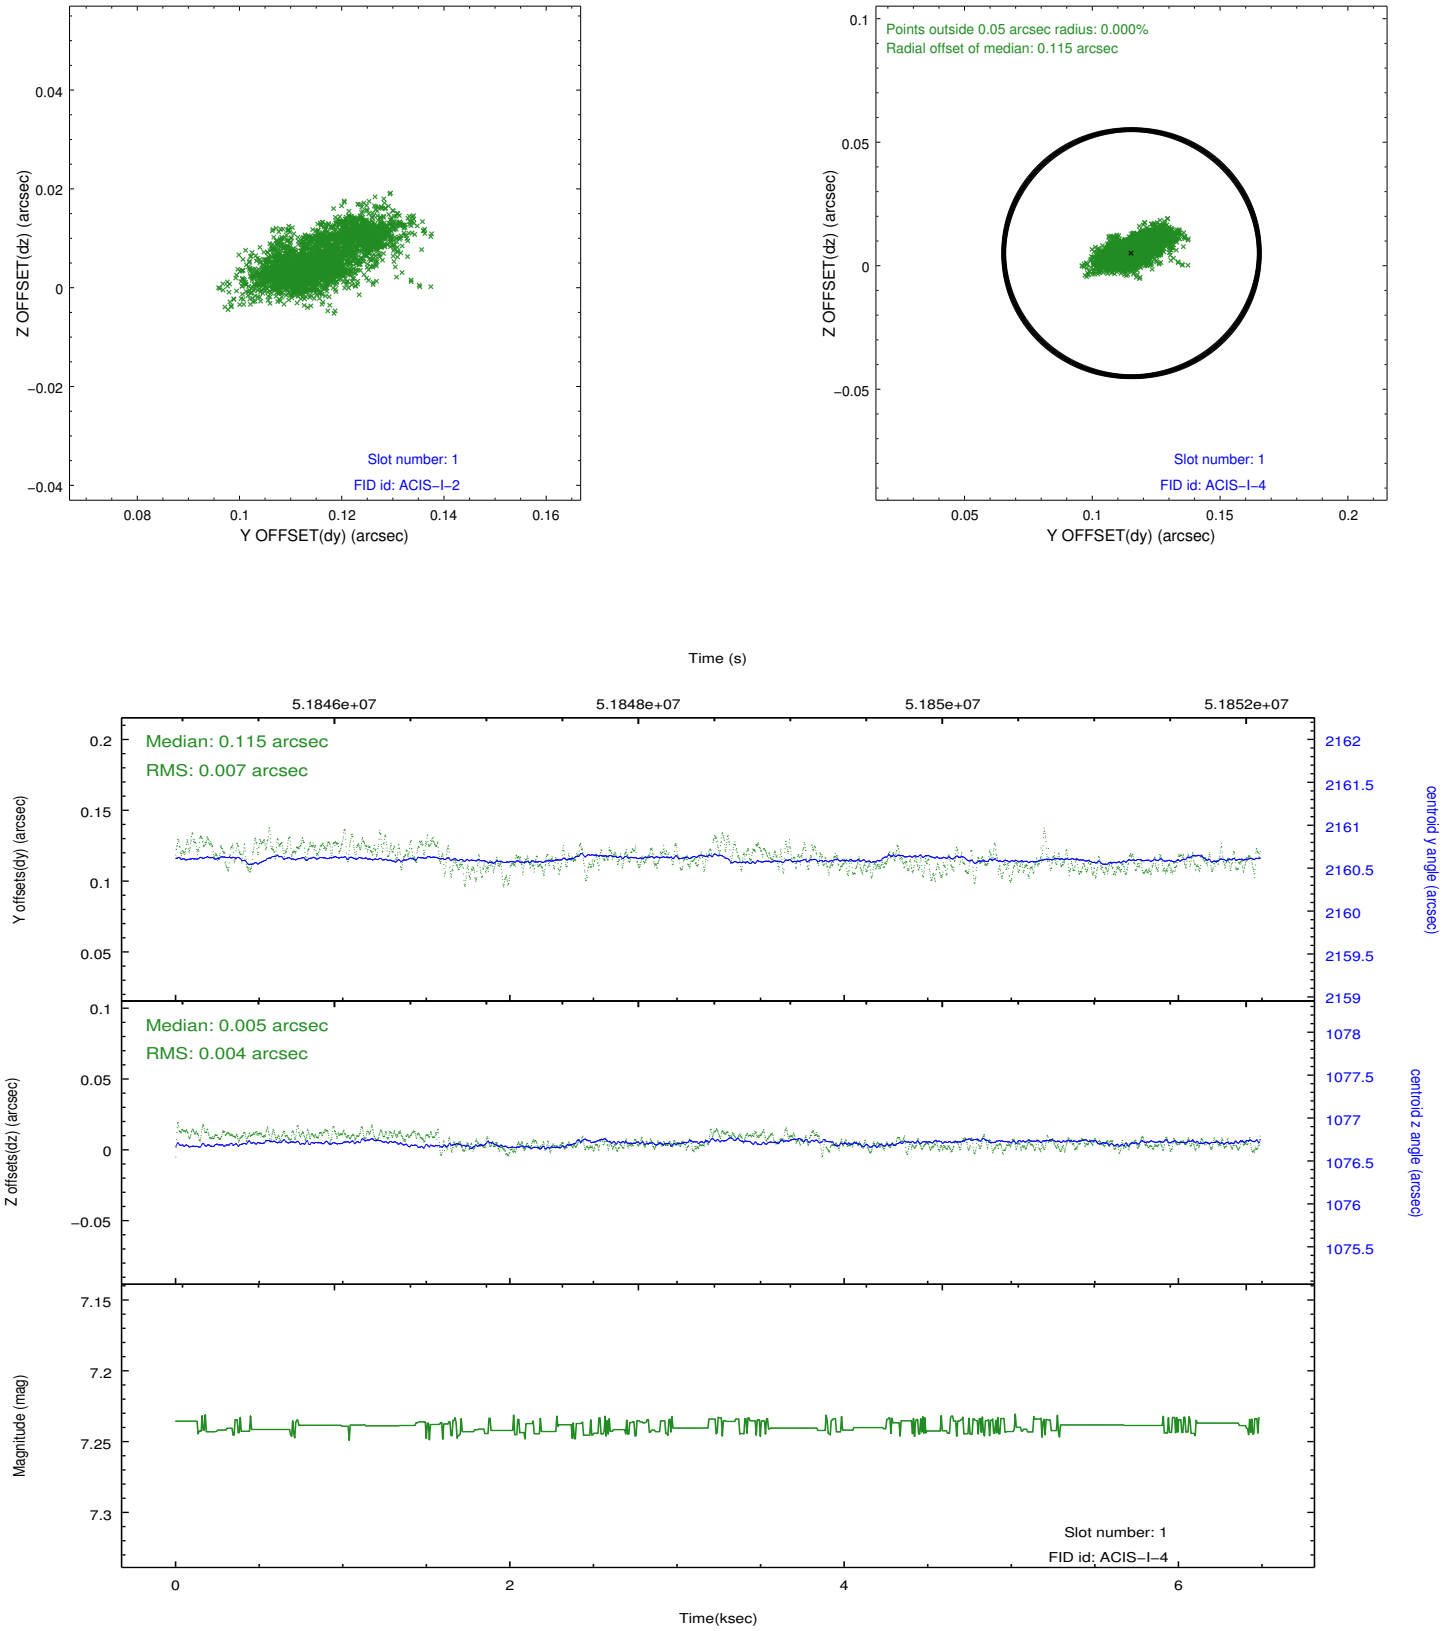 0.04
0.02
0
−0.02
−0.04
Z OFFSET(dz) (arcsec)
Slot number: 1
FID id: ACIS−I−2
0.08 0.1 0.12 0.14 0.16
Y OFFSET(dy) (arcsec)
0.1
0.05
0
−0.05
Z OFFSET(dz) (arcsec)
Points outside 0.05 arcsec radius: 0.000%
Radial offset of median: 0.115 arcsec
Slot number: 1
FID id: ACIS−I−4
0.05 0.1 0.15 0.2
Y OFFSET(dy) (arcsec)
Time (s)
5.1846e+07 5.1848e+07 5.185e+07 5.1852e+07
Median: 0.115 arcsec
RMS: 0.007 arcsec
0.2
0.15
0.1
0.05
Y offsets(dy) (arcsec)
2162
2161.5
2161
2160.5
2160
2159.5
2159
centroid y angle (arcsec)
Median: 0.005 arcsec
RMS: 0.004 arcsec
0.1
0.05
0
−0.05
Z offsets(dz) (arcsec)
1078
1077.5
1077
1076.5
1076
1075.5
centroid z angle (arcsec)
7.15
7.2
7.25
7.3
Magnitude (mag)
Slot number: 1
FID id: ACIS−I−4
0 2 4 6
Time(ksec)